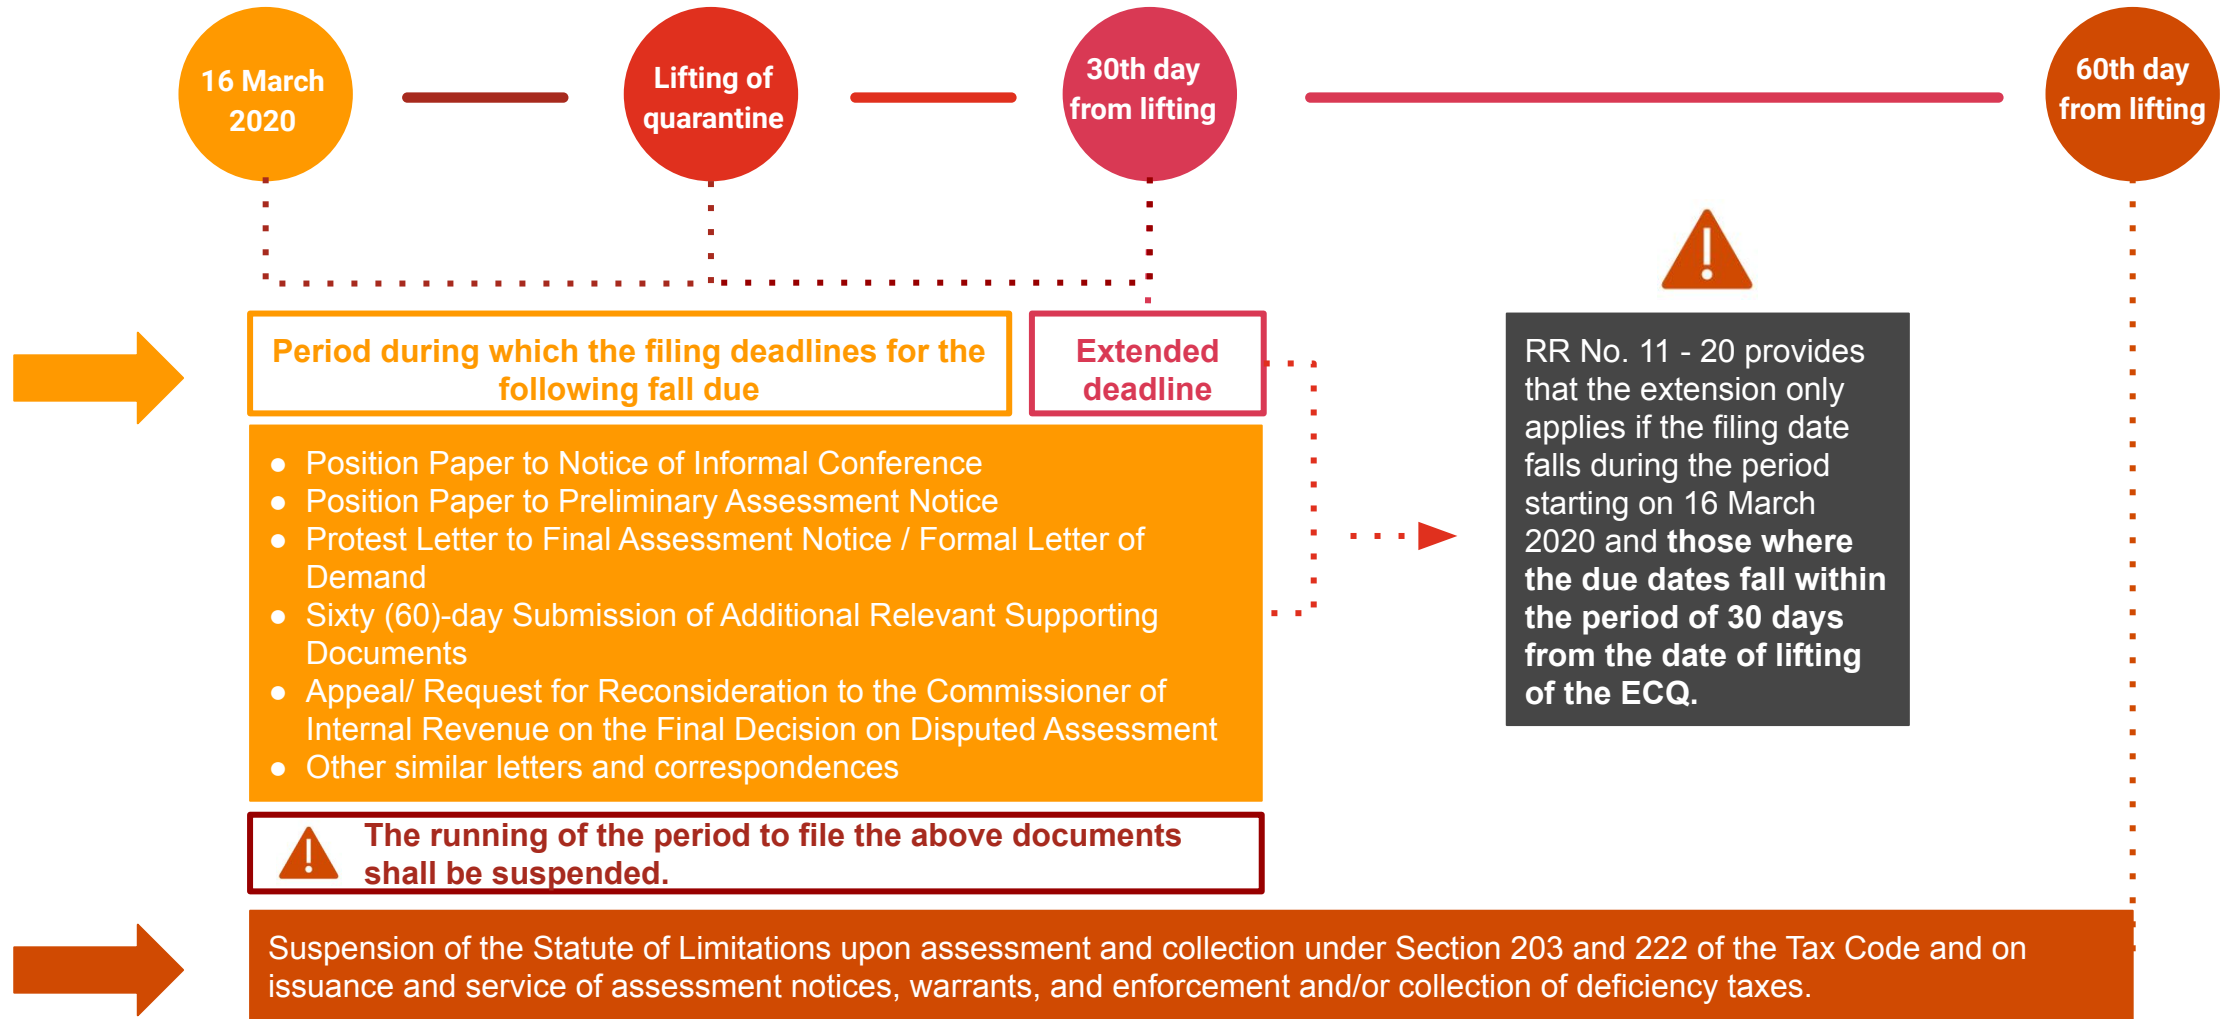 16 March
2020
Lifting of
quarantine
30th day
from lifting
60th day
from lifting
Period during which the filing deadlines for the
following fall due
Extended
deadline
● Position Paper to Notice of Informal Conference
● Position Paper to Preliminary Assessment Notice
● Protest Letter to Final Assessment Notice / Formal Letter of
Demand
● Sixty (60)-day Submission of Additional Relevant Supporting
Documents
● Appeal/ Request for Reconsideration to the Commissioner of
Internal Revenue on the Final Decision on Disputed Assessment
● Other similar letters and correspondences
RR No. 11 - 20 provides
that the extension only
applies if the filing date
falls during the period
starting on 16 March
2020 and those where
the due dates fall within
the period of 30 days
from the date of lifting
of the ECQ.
The running of the period to file the above documents
shall be suspended.
Suspension of the Statute of Limitations upon assessment and collection under Section 203 and 222 of the Tax Code and on
issuance and service of assessment notices, warrants, and enforcement and/or collection of deficiency taxes.